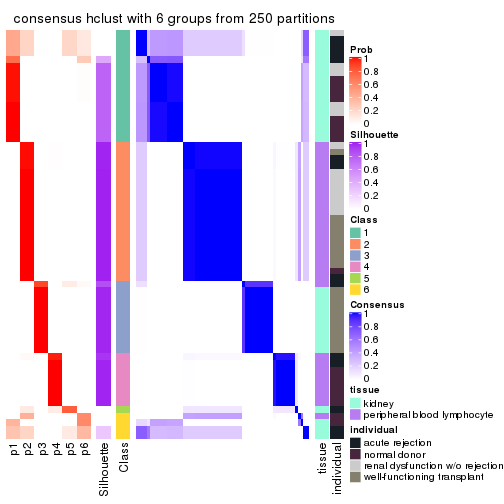 consensus hclust with 6 groups from 250 partitions
Prob
1
0.8
0.6
0.4
0.2
0
Silhouette
1
0.8
0.6
0.4
0.2
0
Class
1
2
3
4
5
6
Consensus
1
0.8
0.6
0.4
0.2
0
tissue
kidney
peripheral blood lymphocyte
individual
acute rejection
normal donor
renal dysfunction w/o rejection
well-functioning transplant
p1
p2
p3
p4
p5
p6
Silhouette
Class
tissue
individual